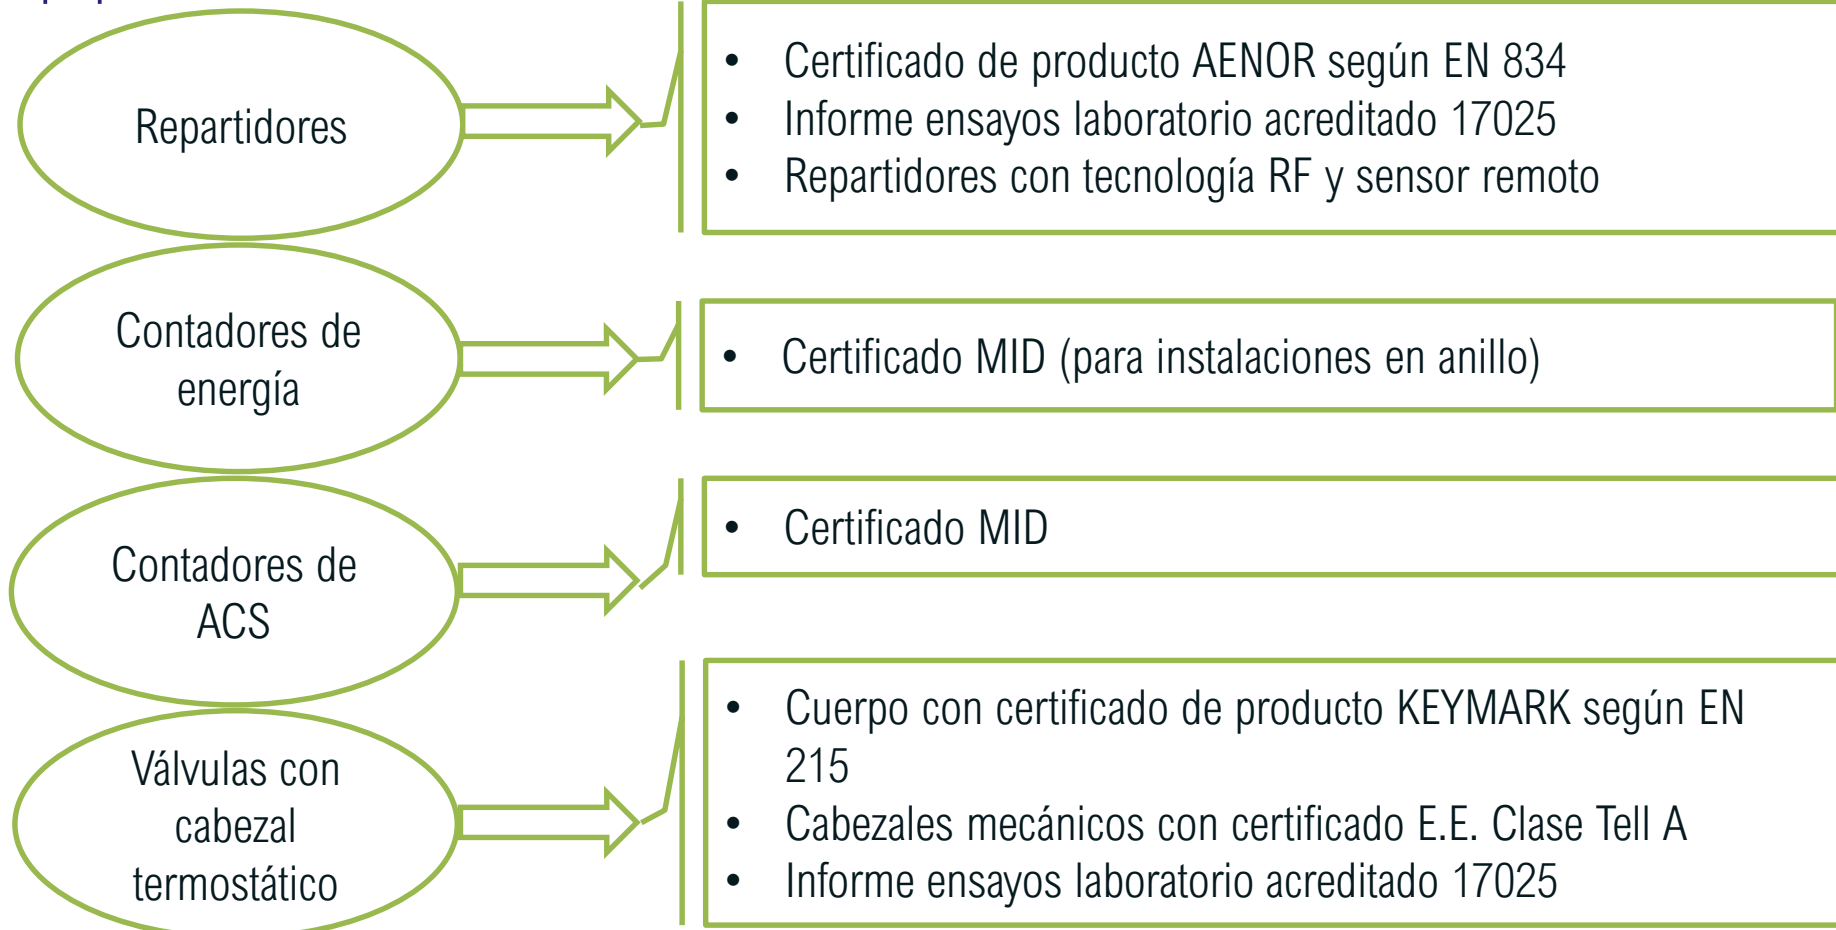 Repartidores
• Certificado de producto AENOR según EN 834
• Informe ensayos laboratorio acreditado 17025
• Repartidores con tecnología RF y sensor remoto
Contadores de
energía
• Certificado MID (para instalaciones en anillo)
Contadores de
ACS
• Certificado MID
Válvulas con
cabezal
termostático
• Cuerpo con certificado de producto KEYMARK según EN
215
• Cabezales mecánicos con certificado E.E. Clase Tell A
• Informe ensayos laboratorio acreditado 17025